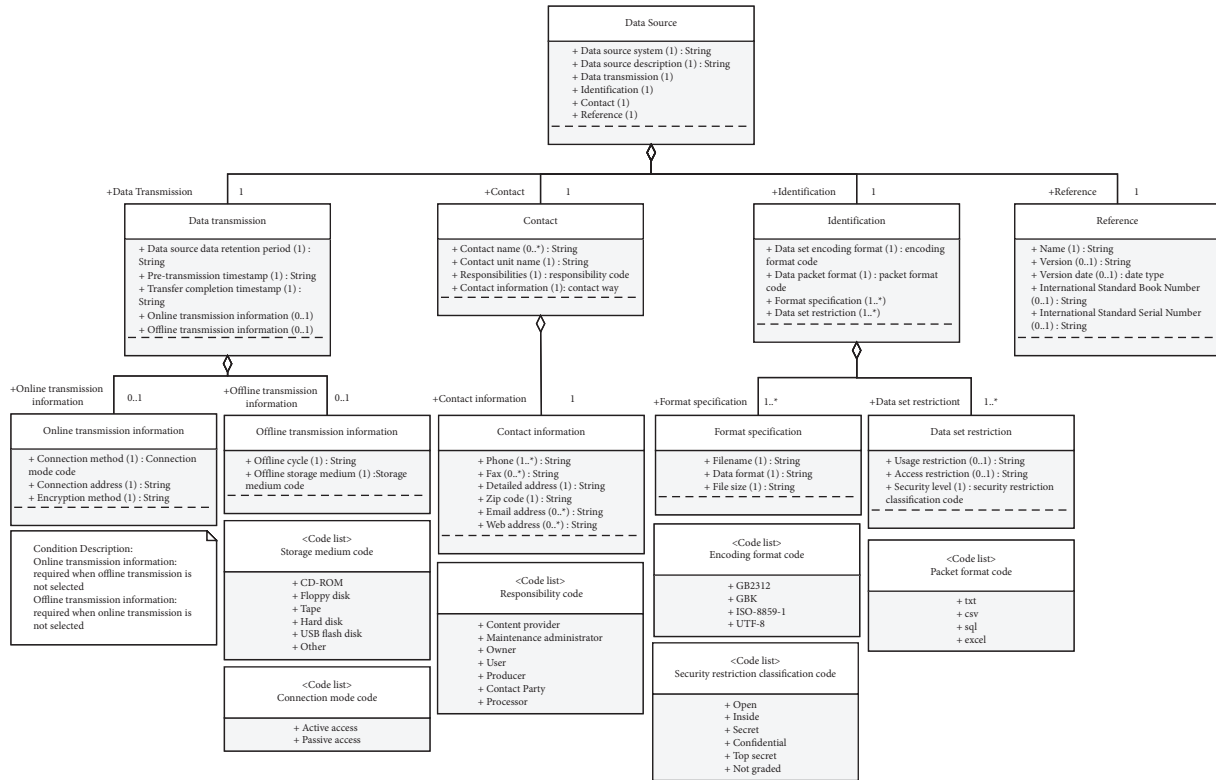 Data Source
+ Data source system (1) : String
+ Data source description (1) : String
+ Data transmission (1)
+ Identification (1)
+ Contact (1)
+ Reference (1)
+Data Transmission 1
+Contact 1
+Identification 1
+Reference 1
Data transmission
+ Data source data retention period (1) :
String
+ Pre-transmission timestamp (1) : String
+ Transfer completion timestamp (1) :
String
+ Online transmission information (0..1)
+ Offline transmission information (0..1)
Contact
+ Contact name (0..*) : String
+ Contact unit name (1) : String
+ Responsibilities (1) : responsibility code
+ Contact information (1): contact way
Identification
+ Data set encoding format (1) : encoding
format code
+ Data packet format (1) : packet format
code
+ Format specification (1..*)
+ Data set restriction (1..*)
Reference
+ Name (1) : String
+ Version (0..1) : String
+ Version date (0..1) : date type
+ International Standard Book Number
(0..1) : String
+ International Standard Serial Number
(0..1) : String
+Online transmission
information
0..1
+Offline transmission
information
0..1
+Contact information 1
+Format specification 1..*
+Data set restrictiont 1..*
Online transmission information
+ Connection method (1) : Connection
mode code
+ Connection address (1) : String
+ Encryption method (1) : String
Offline transmission information
+ Offline cycle (1) : String
+ Offline storage medium (1) :Storage
medium code
Contact information
+ Phone (1..*) : String
+ Fax (0..*) : String
+ Detailed address (1) : String
+ Zip code (1) : String
+ Email address (0..*) : String
+ Web address (0..*) : String
Format specification
+ Filename (1) : String
+ Data format (1) : String
+ File size (1) : String
Data set restriction
+ Usage restriction (0..1) : String
+ Access restriction (0..1) : String
+ Security level (1) : security restriction
classification code
Condition Description:
Online transmission information:
required when offline transmission is
not selected
Offline transmission information:
required when online transmission is
not selected
<Code list>
Storage medium code
+ CD-ROM
+ Floppy disk
+ Tape
+ Hard disk
+ USB flash disk
+ Other
<Code list>
Connection mode code
+ Active access
+ Passive access
<Code list>
Responsibility code
+ Content provider
+ Maintenance administrator
+ Owner
+ User
+ Producer
+ Contact Party
+ Processor
<Code list>
Encoding format code
+ GB2312
+ GBK
+ ISO-8859-1
+ UTF-8
<Code list>
Security restriction classification code
+ Open
+ Inside
+ Secret
+ Confidential
+ Top secret
+ Not graded
<Code list>
Packet format code
+ txt
+ csv
+ sql
+ excel